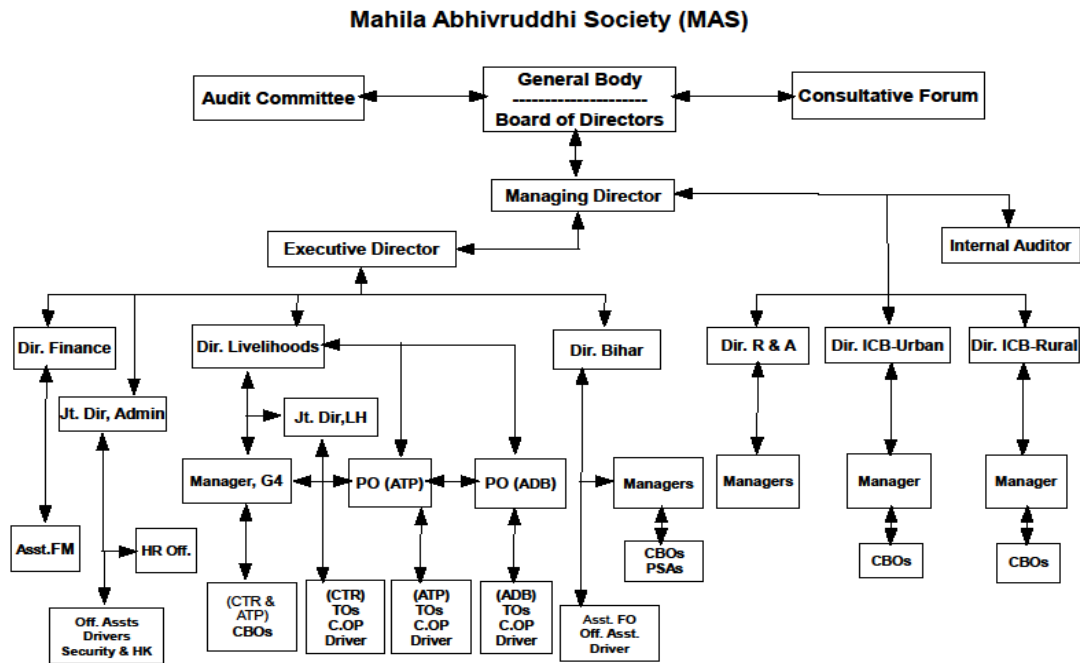 Mahila Abhivruddhi Society (MAS)
Audit Committee
General Body
---------------------
Board of Directors
Consultative Forum
Managing Director
Executive Director
Internal Auditor
Dir. Finance
Dir. Livelihoods
Dir. Bihar
Dir. R & A
Dir. ICB-Urban
Dir. ICB-Rural
Jt. Dir, Admin
Jt. Dir,LH
Manager, G4
PO (ATP)
PO (ADB)
Managers
Managers
Manager
Manager
Asst.FM
HR Off.
CBOs
PSAs
CBOs
CBOs
Off. Assts
Drivers
Security & HK
(CTR &
ATP)
CBOs
(CTR)
TOs
C.OP
Driver
(ATP)
TOs
C.OP
Driver
(ADB)
TOs
C.OP
Driver
Asst. FO
Off. Asst.
Driver